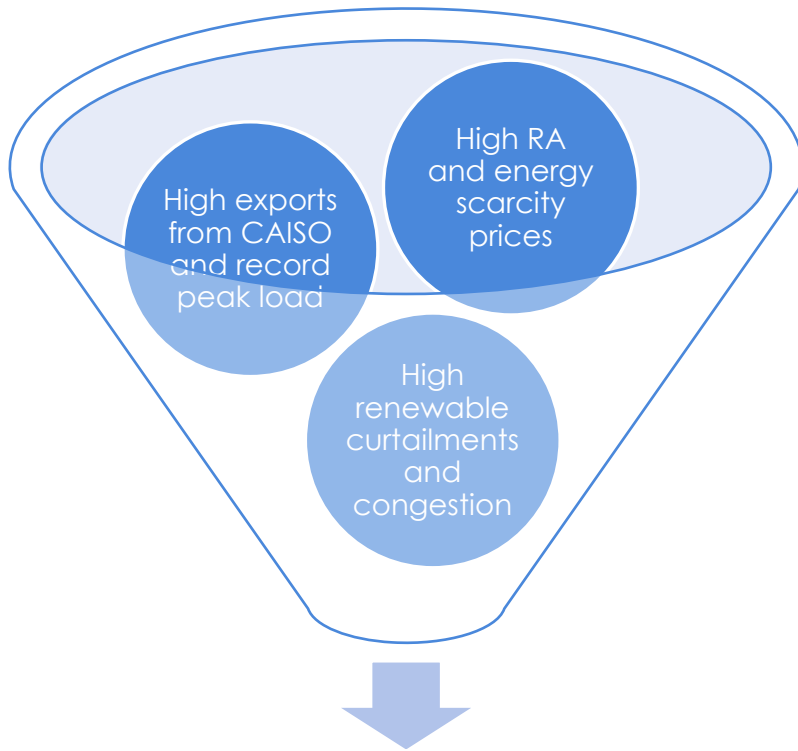 High exports
from CAISO
and record
peak load
High RA
and energy
scarcity
prices
High
renewable
curtailments
and
congestion